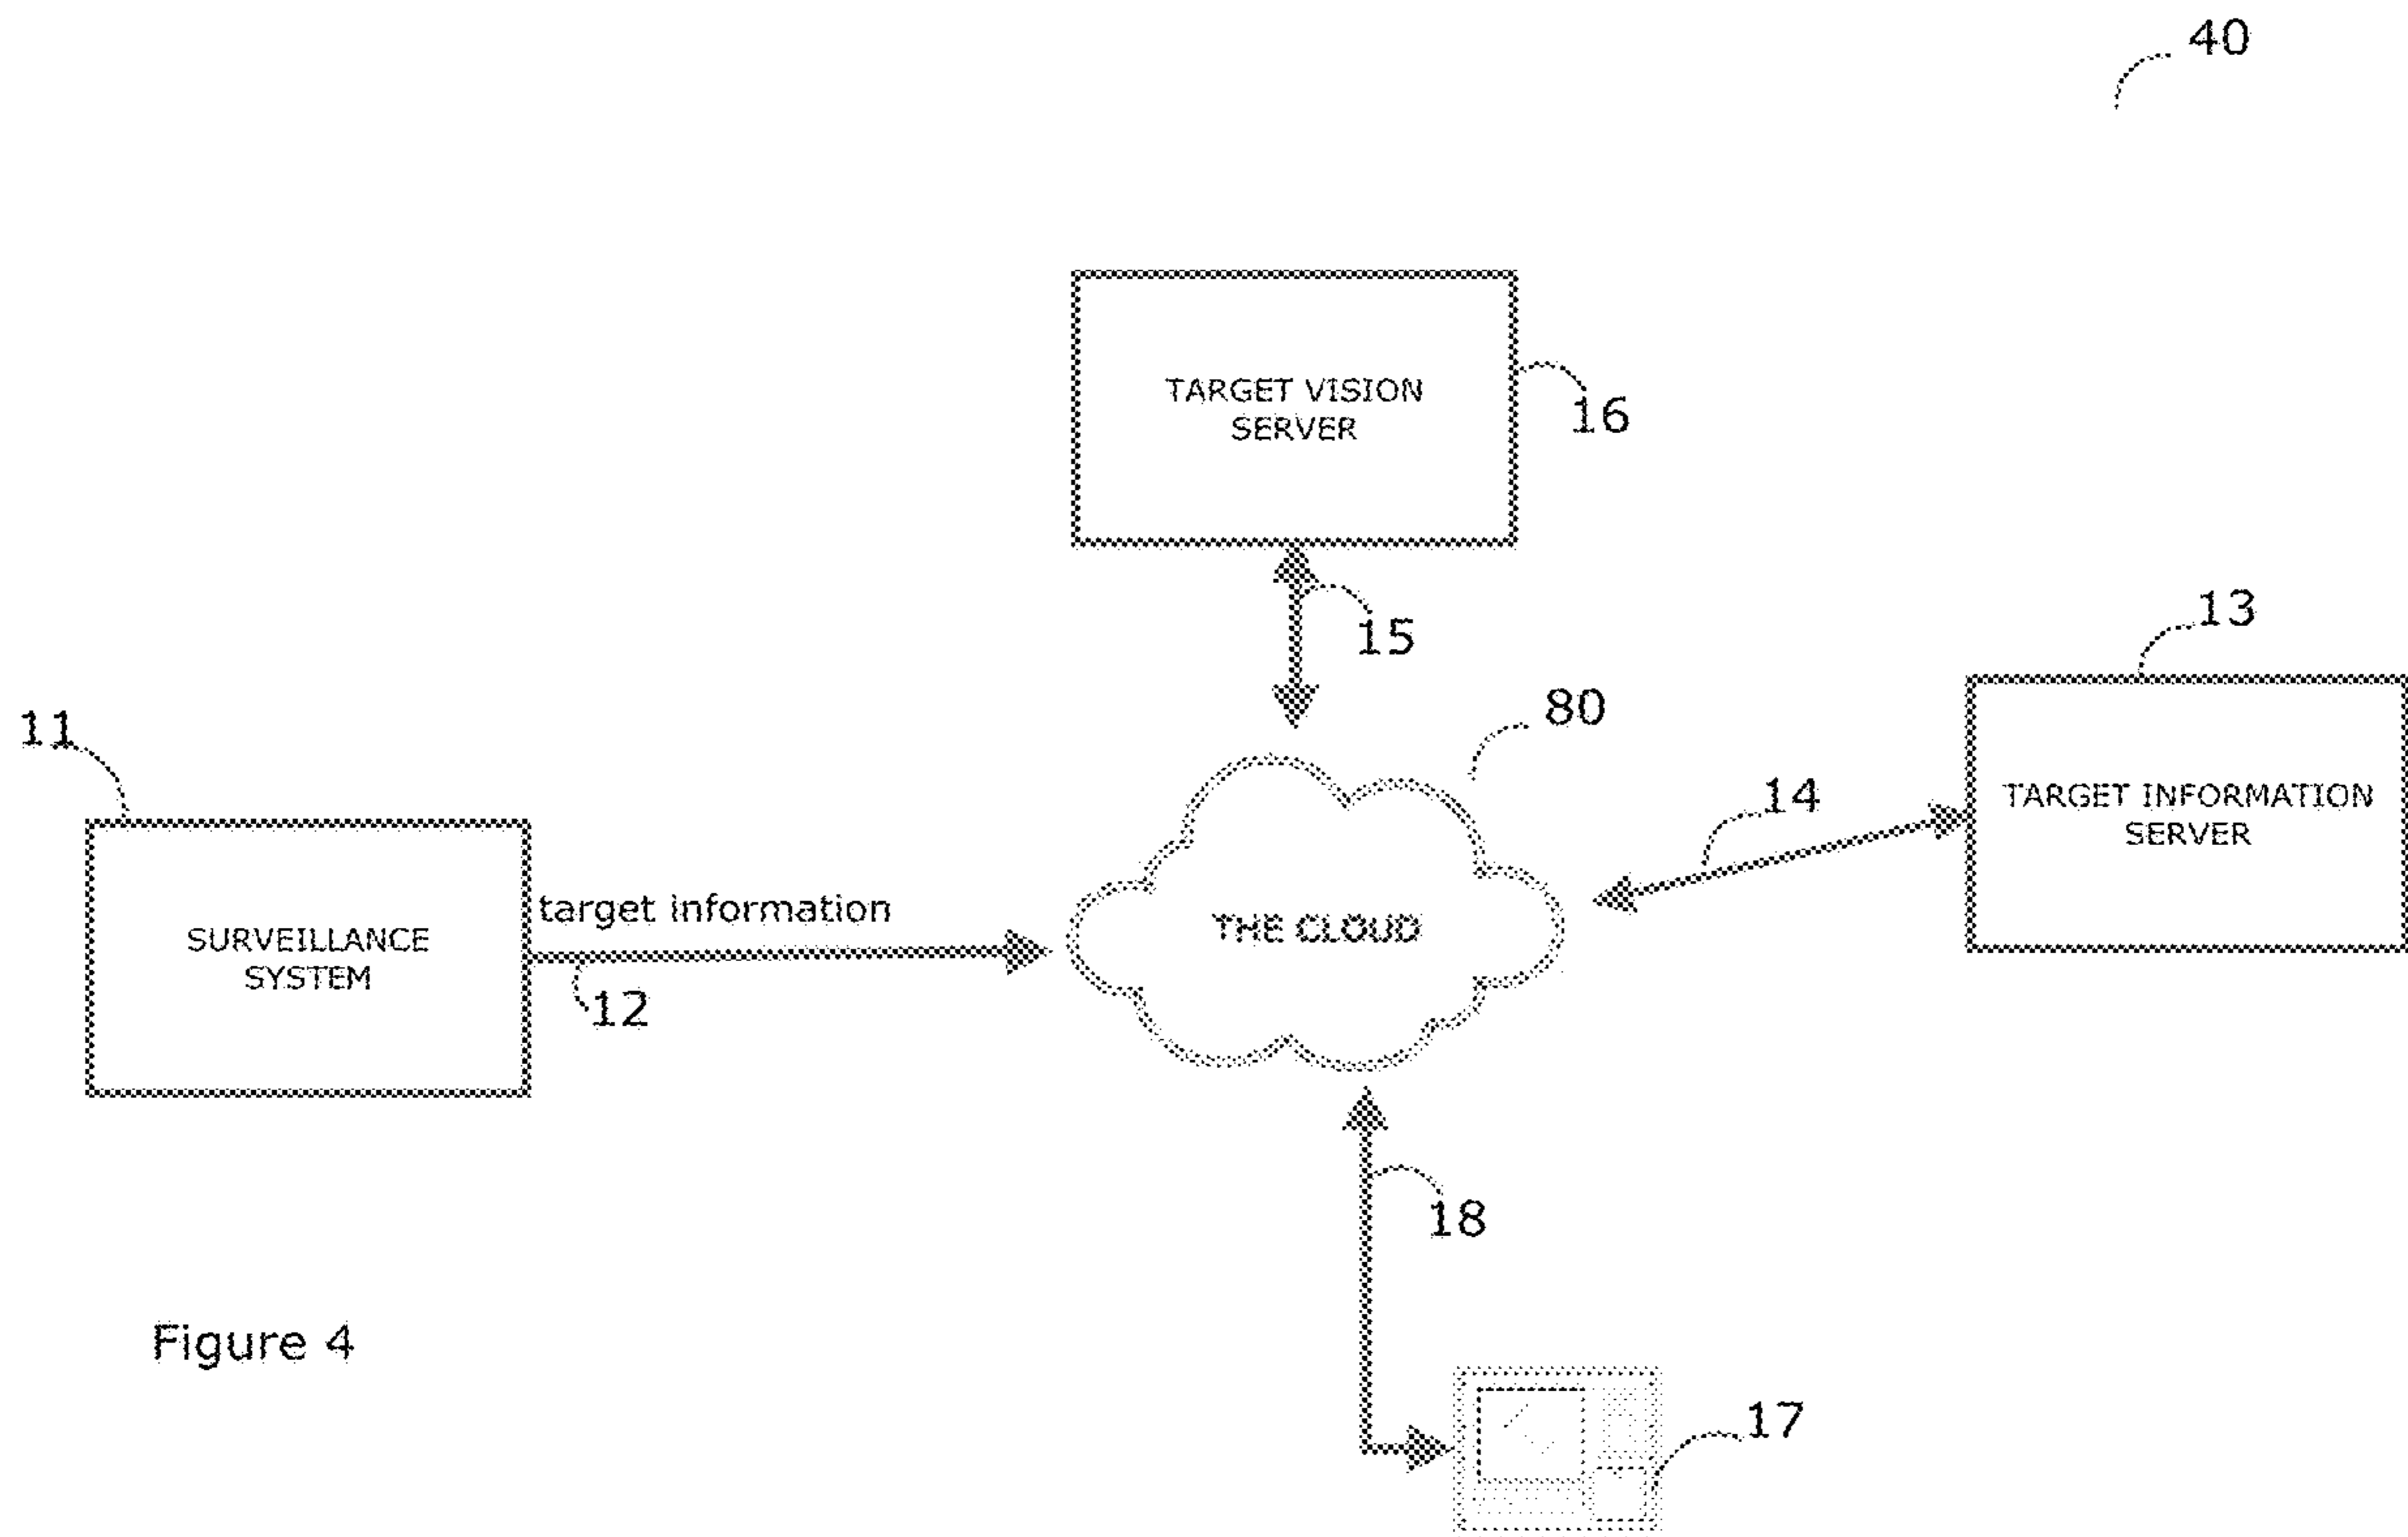 40
TARGET VISION
SERVER
16
15
13
80
11
14
TARGET INFORMATION
SERVER
target information
THE CLOUD
SURVEILLANCE
SYSTEM
12
18
Figure 4
17